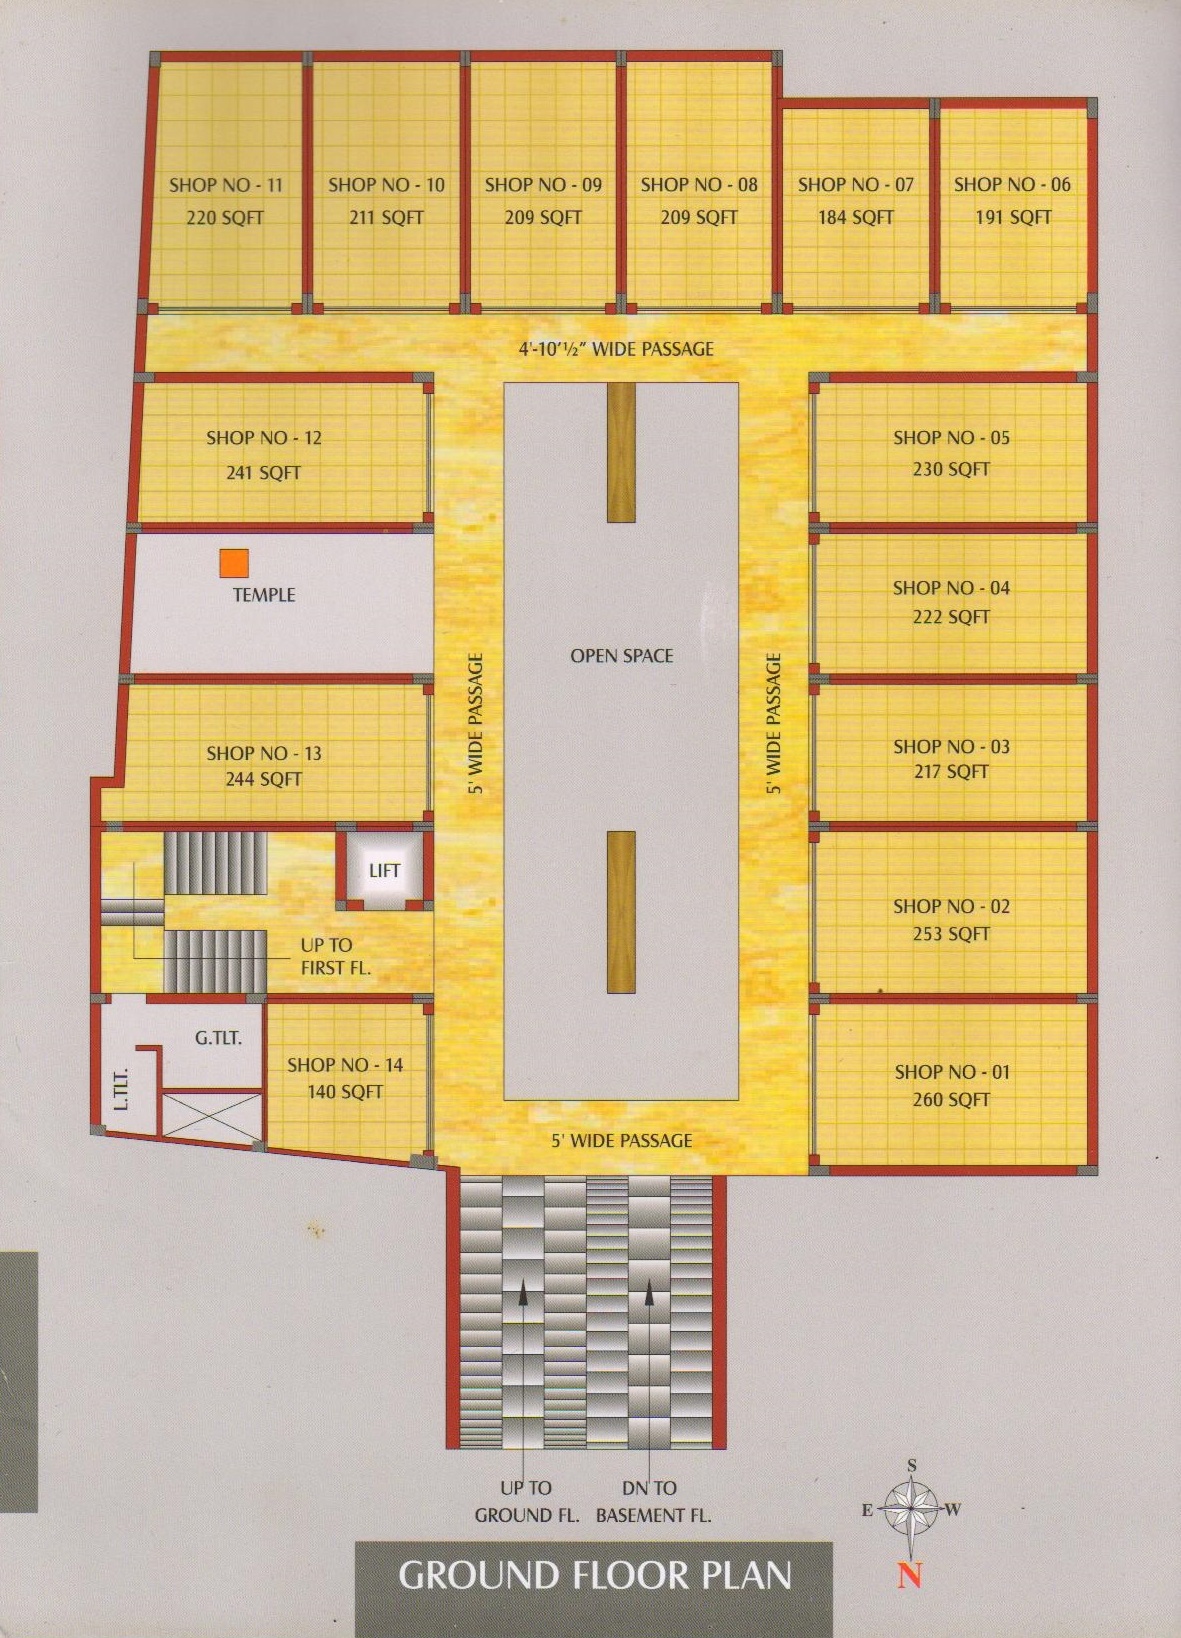 SHOP NO - 11
220 SQFT
SHOP NO - 10
211 SQFT
SHOP NO - 09
209 SQFT
SHOP NO - 08
209 SQFT
SHOP NO - 07
184 SQFT
SHOP NO - 06
191 SQFT
4'-10'½" WIDE PASSAGE
SHOP NO - 12
241 SQFT
SHOP NO - 05
230 SQFT
TEMPLE
SHOP NO - 04
222 SQFT
OPEN SPACE
5' WIDE PASSAGE
5' WIDE PASSAGE
SHOP NO - 13
244 SQFT
SHOP NO - 03
217 SQFT
LIFT
UP TO
FIRST FL.
SHOP NO - 02
253 SQFT
G.TLT.
L.TLT.
SHOP NO - 14
140 SQFT
SHOP NO - 01
260 SQFT
5' WIDE PASSAGE
UP TO
GROUND FL.
DN TO
BASEMENT FL.
S
E
W
N
GROUND FLOOR PLAN